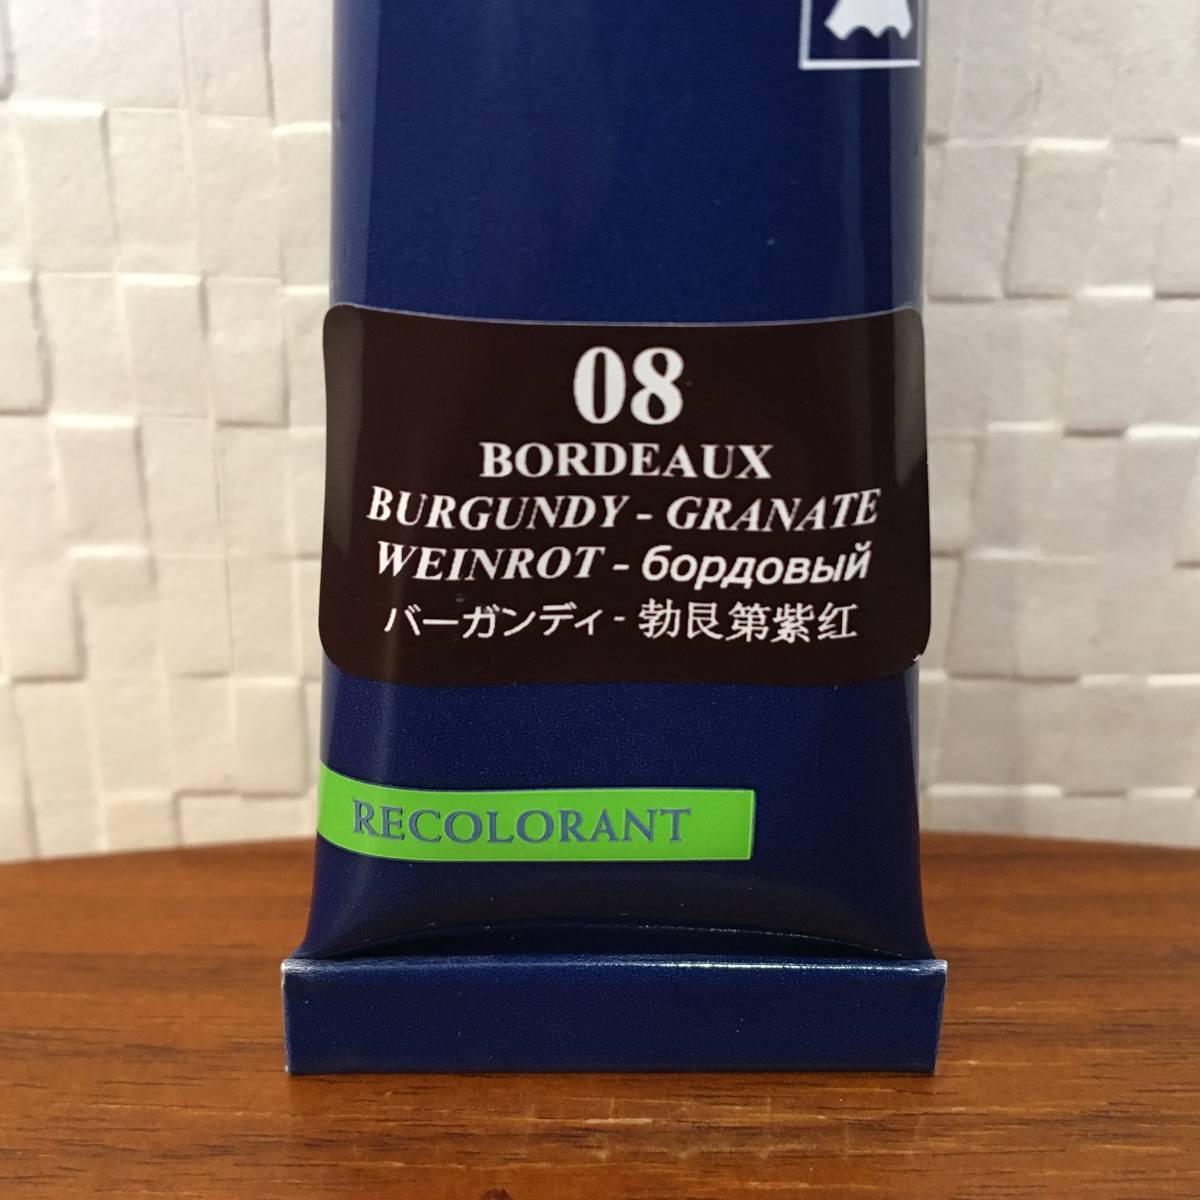 08
BORDEAUX
BURGUNDY - GRANATE
WEINROT - бордовый
バーガンディ - 勃艮第紫红
RECOLORANT